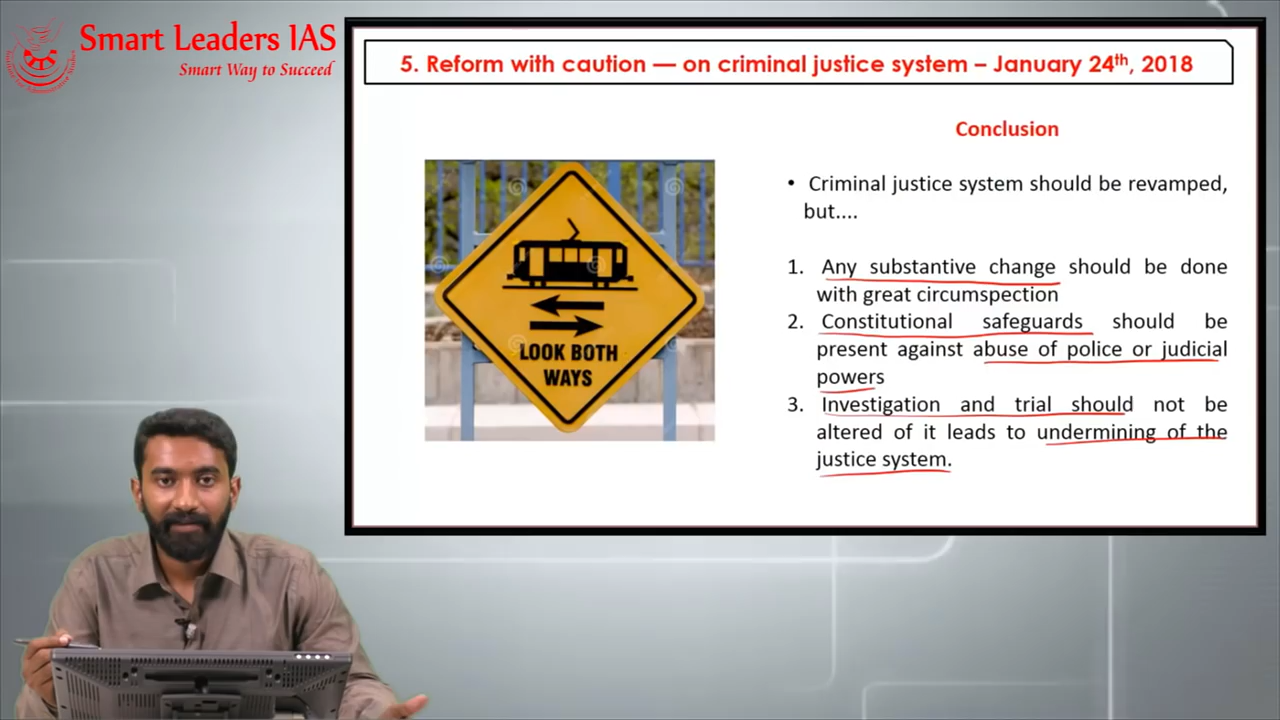 Smart Leaders IAS
Smart Way to Succeed
5. Reform with caution — on criminal justice system – January 24th, 2018
Conclusion
• Criminal justice system should be revamped,
but....
1. Any substantive change should be done
with great circumspection
2. Constitutional safeguards should be
present against abuse of police or judicial
powers
3. Investigation and trial should not be
altered of it leads to undermining of the
justice system.
LOOK BOTH
WAYS